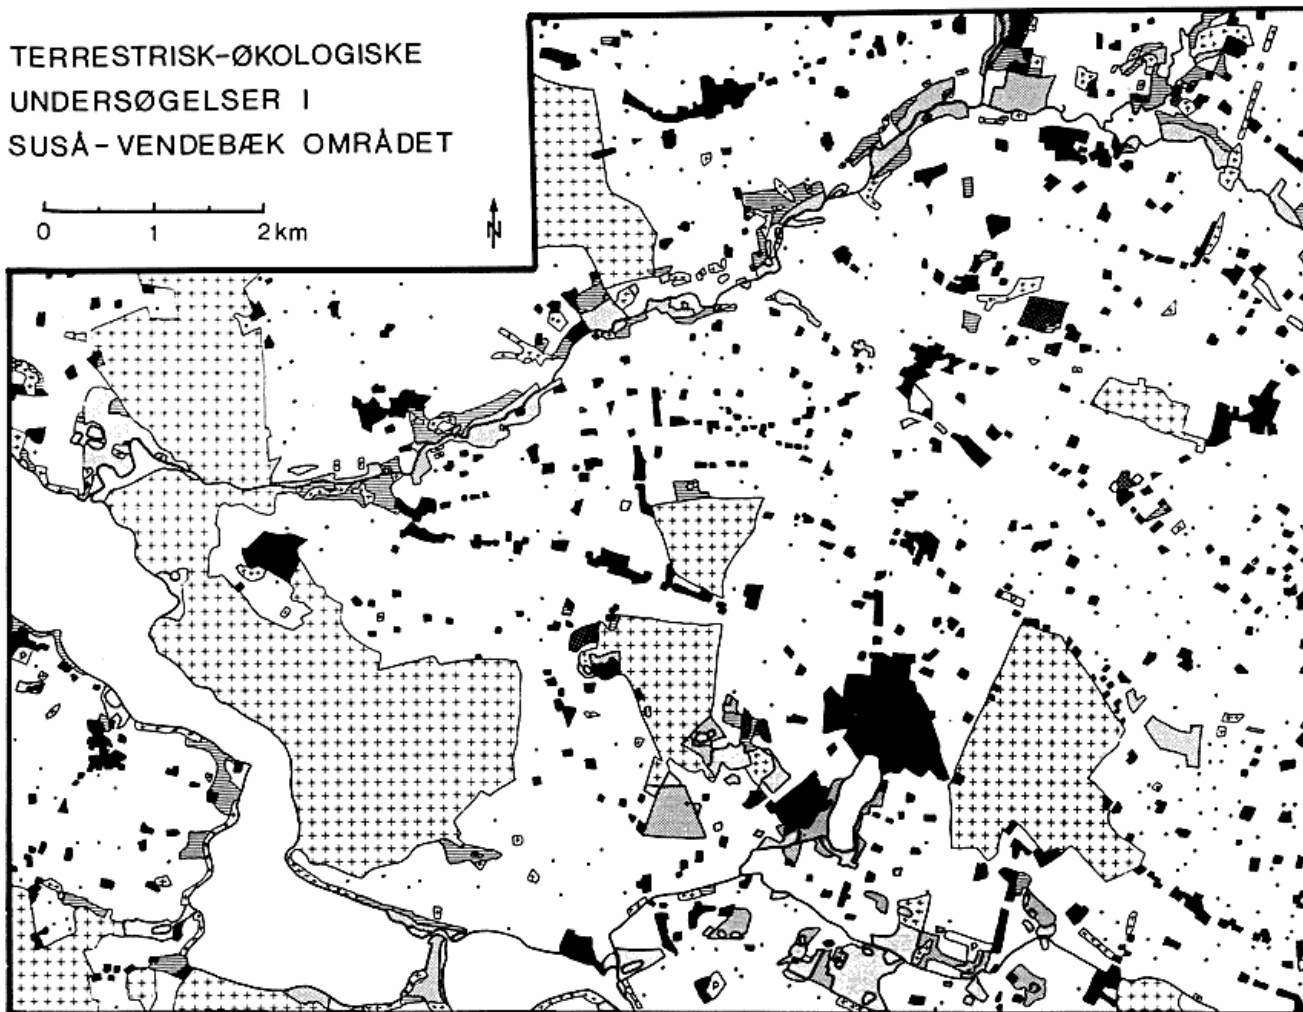 TERRESTRISK-ØKOLOGISKE
UNDERSØGELSER I
SUSÅ-VENDEBÆK OMRÅDET
0 1 2 km
N